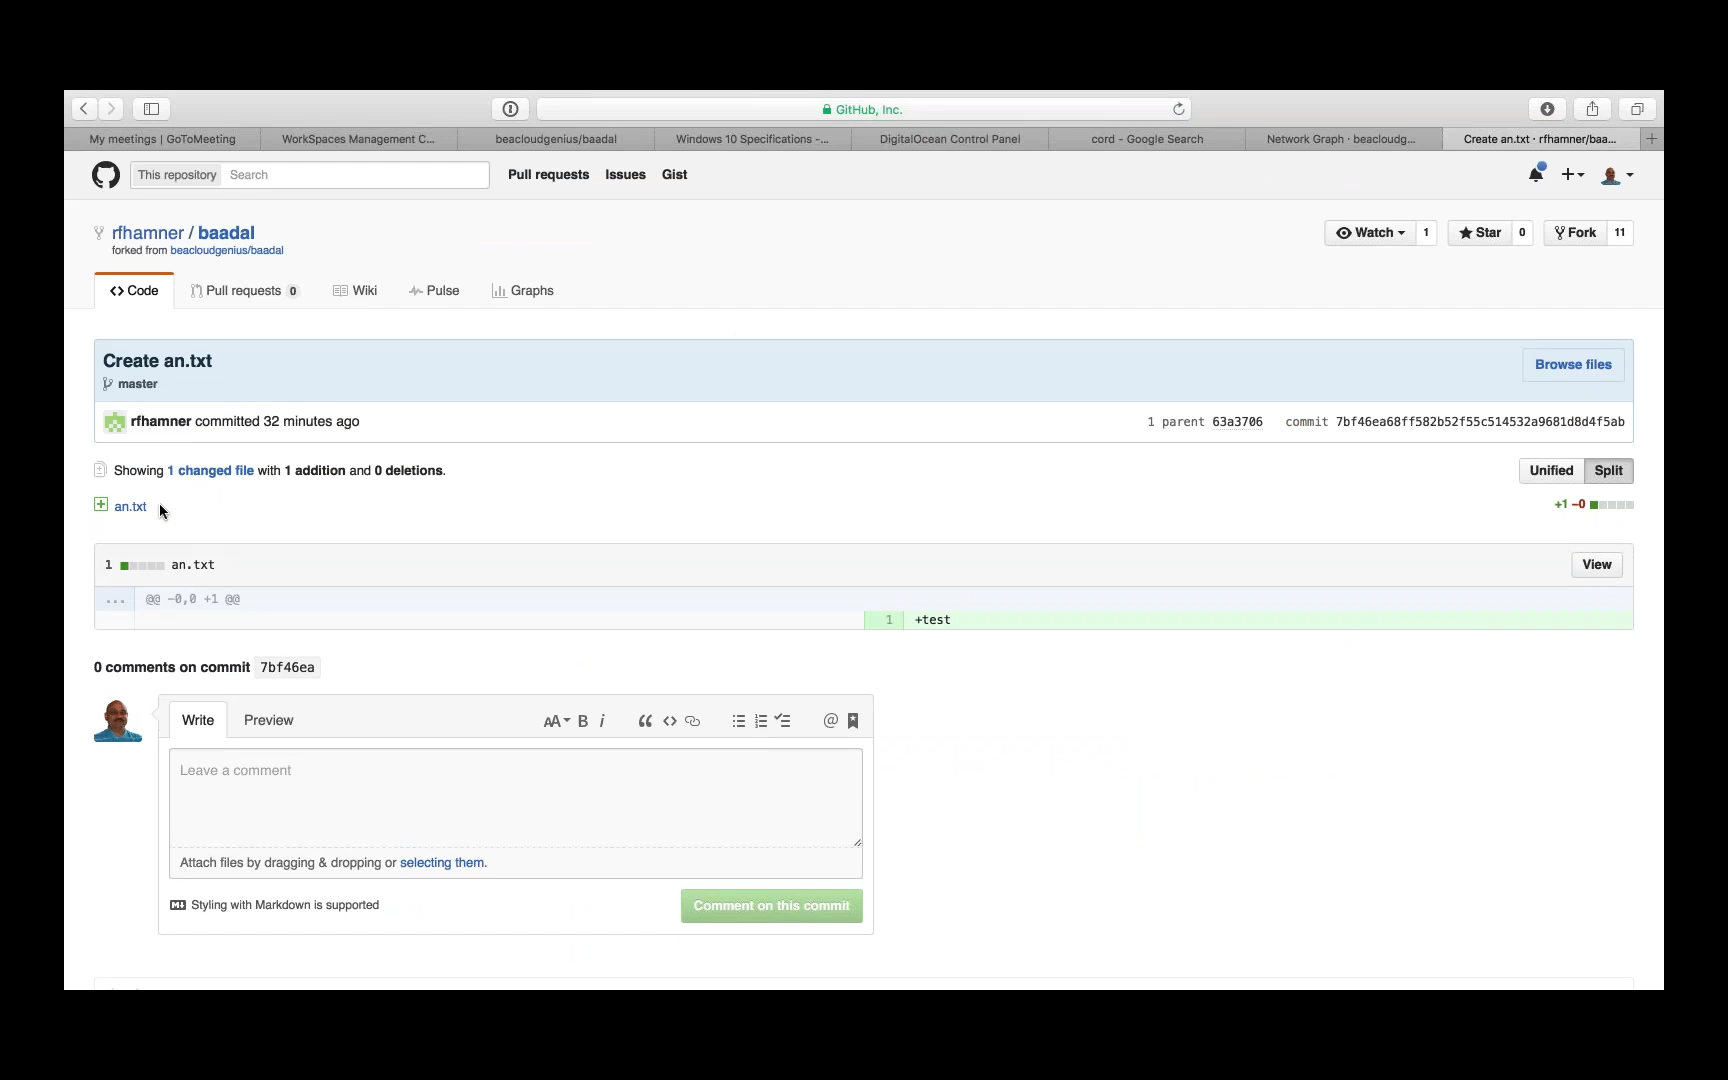 GitHub, Inc.
My meetings | GoToMeeting
WorkSpaces Management C...
beacloudgenius/baadal
Windows 10 Specifications -...
DigitalOcean Control Panel
cord - Google Search
Network Graph · beacloudg...
Create an.txt · rfhamner/baa...
This repository Search
Pull requests
Issues
Gist
rfhamner / baadal
forked from beacloudgenius/baadal
Watch 1
Star 0
Fork 11
Code
Pull requests 0
Wiki
Pulse
Graphs
Create an.txt
master
Browse files
rfhamner committed 32 minutes ago
1 parent 63a3706 commit 7bf46ea68ff582b52f55c514532a9681d8d4f5ab
Showing 1 changed file with 1 addition and 0 deletions.
Unified Split
an.txt
+1 −0
1 an.txt
View
... @@ -0,0 +1 @@
1 +test
0 comments on commit 7bf46ea
Write
Preview
AA B i
@
Leave a comment
Attach files by dragging & dropping or selecting them.
Styling with Markdown is supported
Comment on this commit